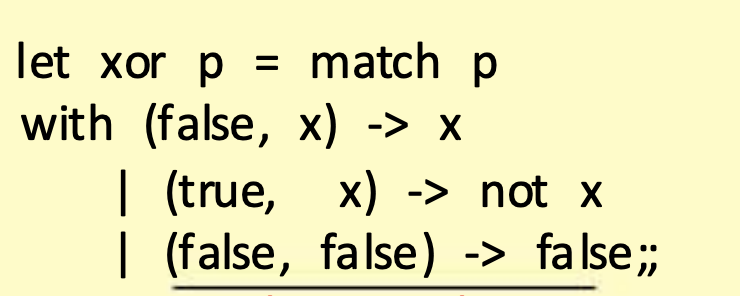 let xor p = match p
with (false, x) -> x
| (true, x) -> not x
| (false, false) -> false;;